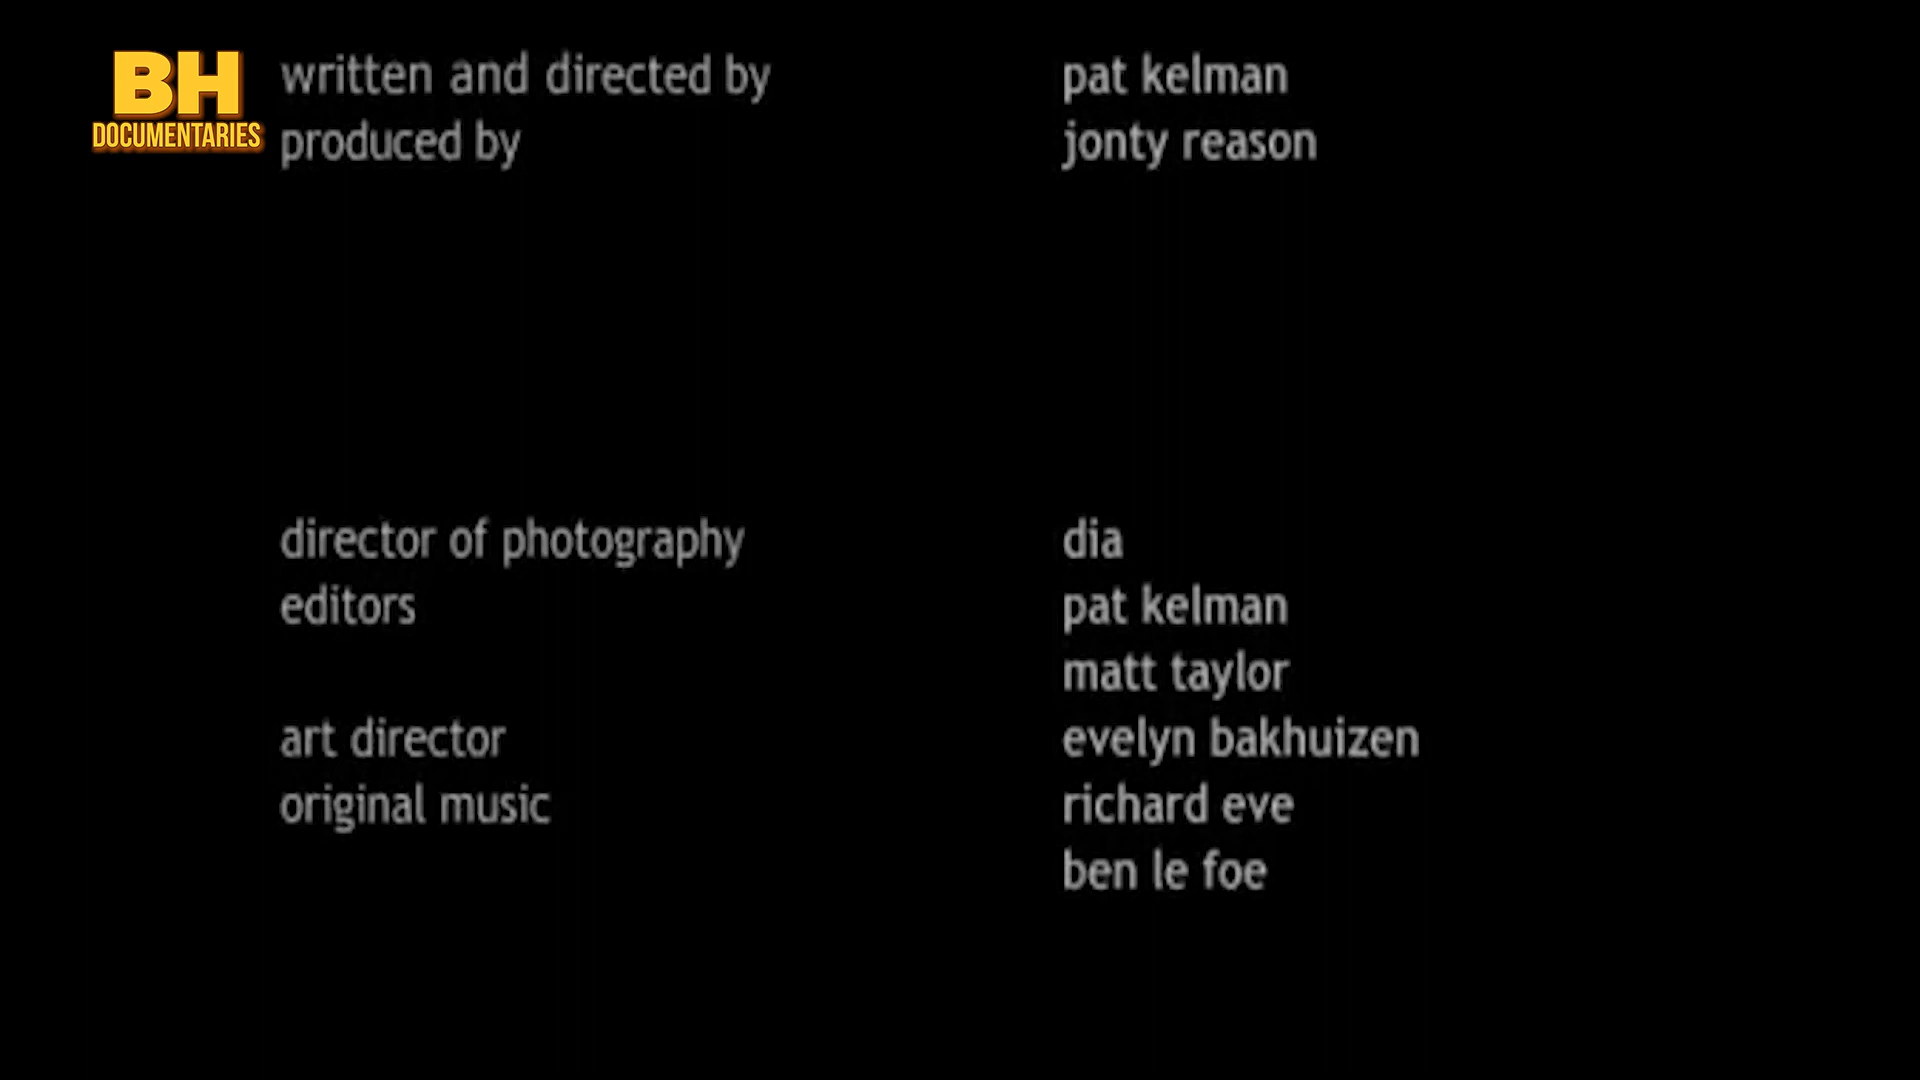 BH
DOCUMENTARIES
written and directed by pat kelman
produced by jonty reason
director of photography dia
editors pat kelman
matt taylor
art director evelyn bakhuizen
original music richard eve
ben le foe